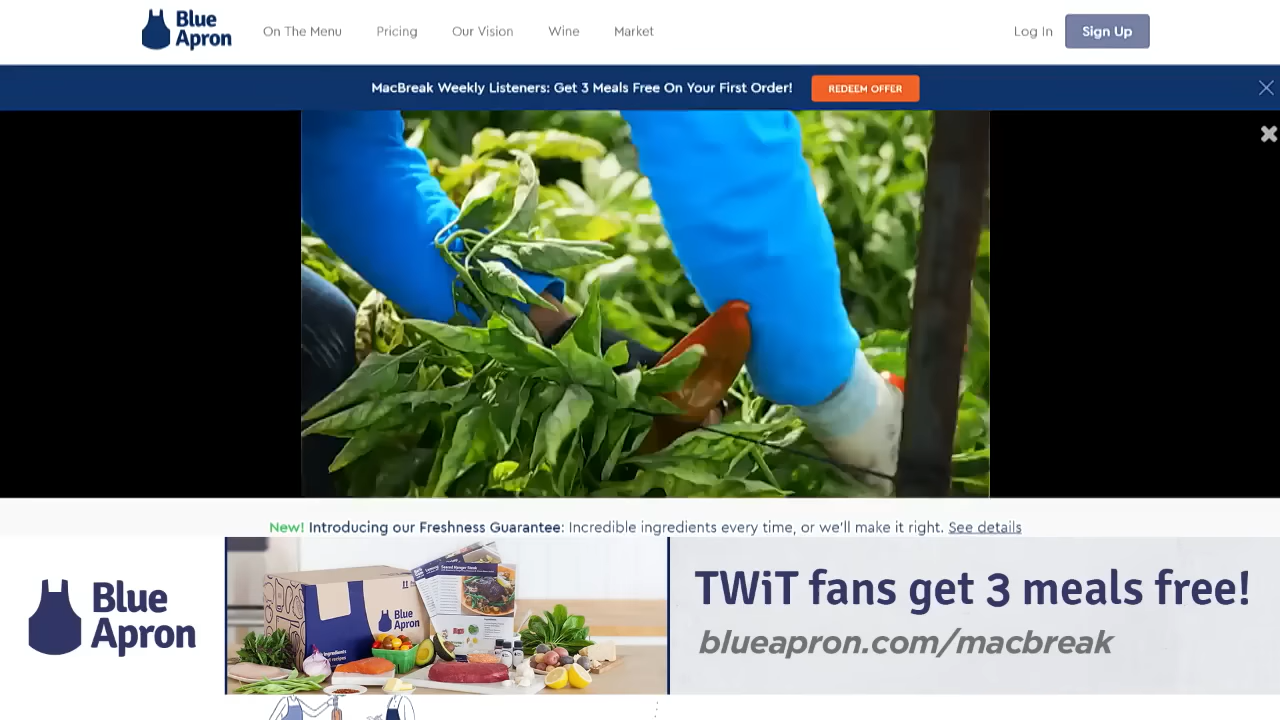 Blue
Apron
On The Menu
Pricing
Our Vision
Wine
Market
Log In
Sign Up
MacBreak Weekly Listeners: Get 3 Meals Free On Your First Order!
REDEEM OFFER
New! Introducing our Freshness Guarantee: Incredible ingredients every time, or we'll make it right. See details
Blue
Apron
Blue
Apron
TWiT fans get 3 meals free!
blueapron.com/macbreak